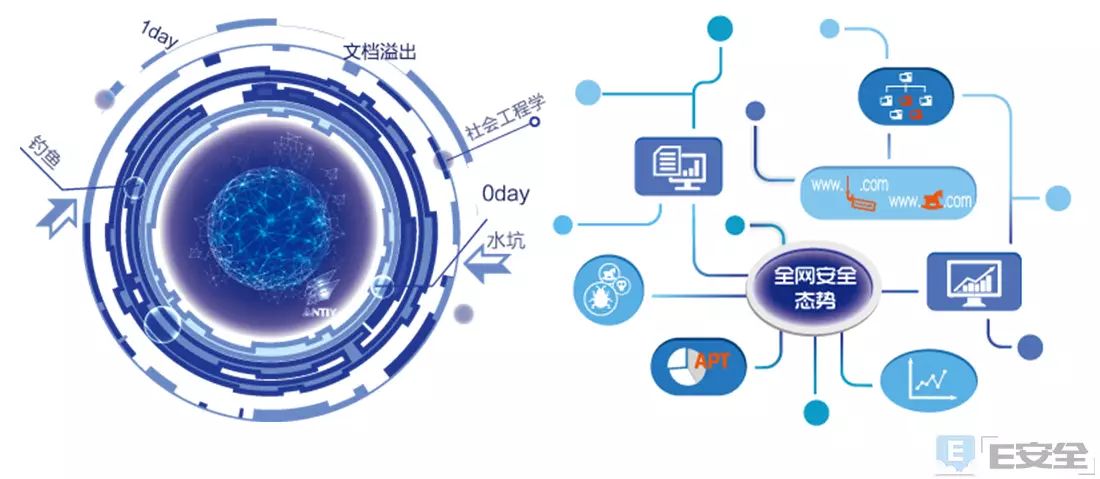 1day
文档溢出
社会工程学
钓鱼
0day
水坑
ANTIY
www. .com
www. .com
全网安全
态势
APT
E
E安全